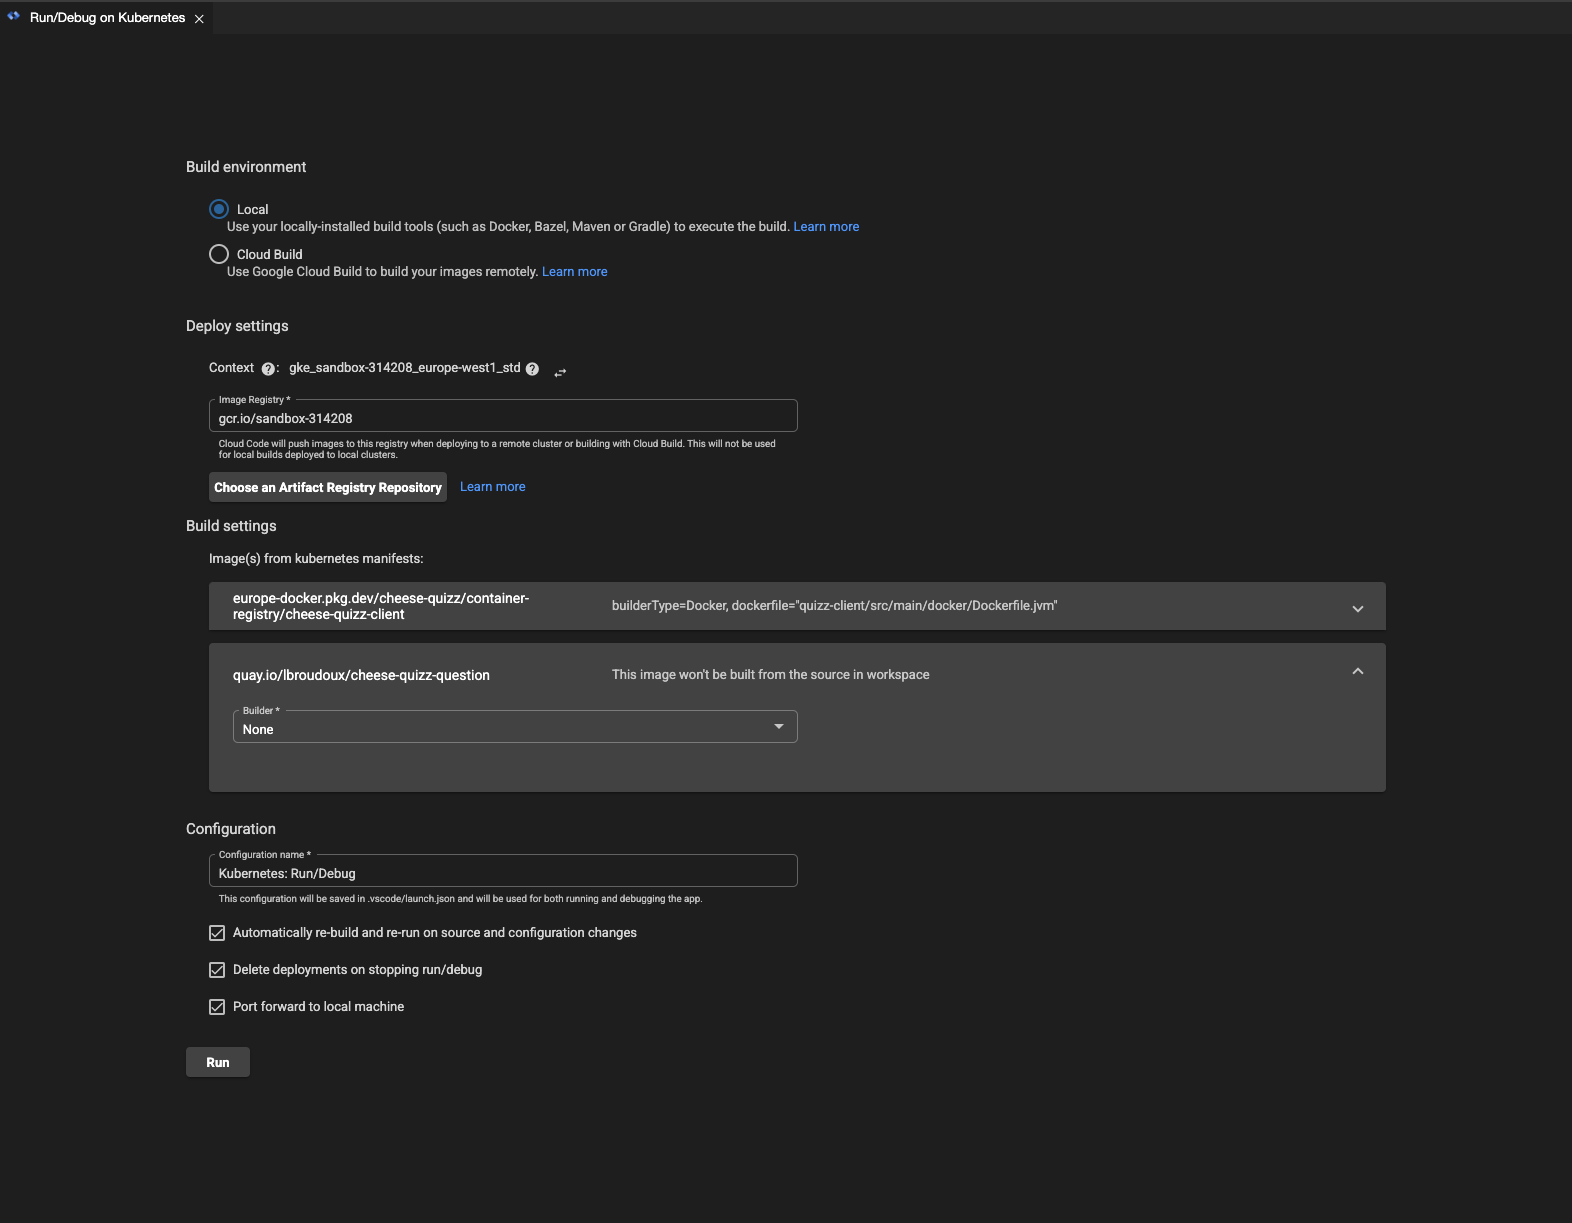 Run/Debug on Kubernetes
Build environment
Local
Use your locally-installed build tools (such as Docker, Bazel, Maven or Gradle) to execute the build. Learn more
Cloud Build
Use Google Cloud Build to build your images remotely. Learn more
Deploy settings
Context ?: gke_sandbox-314208_europe-west1_std ?
Image Registry *
gcr.io/sandbox-314208
Cloud Code will push images to this registry when deploying to a remote cluster or building with Cloud Build. This will not be used
for local builds deployed to local clusters.
Choose an Artifact Registry Repository Learn more
Build settings
Image(s) from kubernetes manifests:
europe-docker.pkg.dev/cheese-quizz/container-
registry/cheese-quizz-client
builderType=Docker, dockerfile="quizz-client/src/main/docker/Dockerfile.jvm"
quay.io/lbroudoux/cheese-quizz-question
This image won't be built from the source in workspace
Builder *
None
Configuration
Configuration name *
Kubernetes: Run/Debug
This configuration will be saved in .vscode/launch.json and will be used for both running and debugging the app.
Automatically re-build and re-run on source and configuration changes
Delete deployments on stopping run/debug
Port forward to local machine
Run